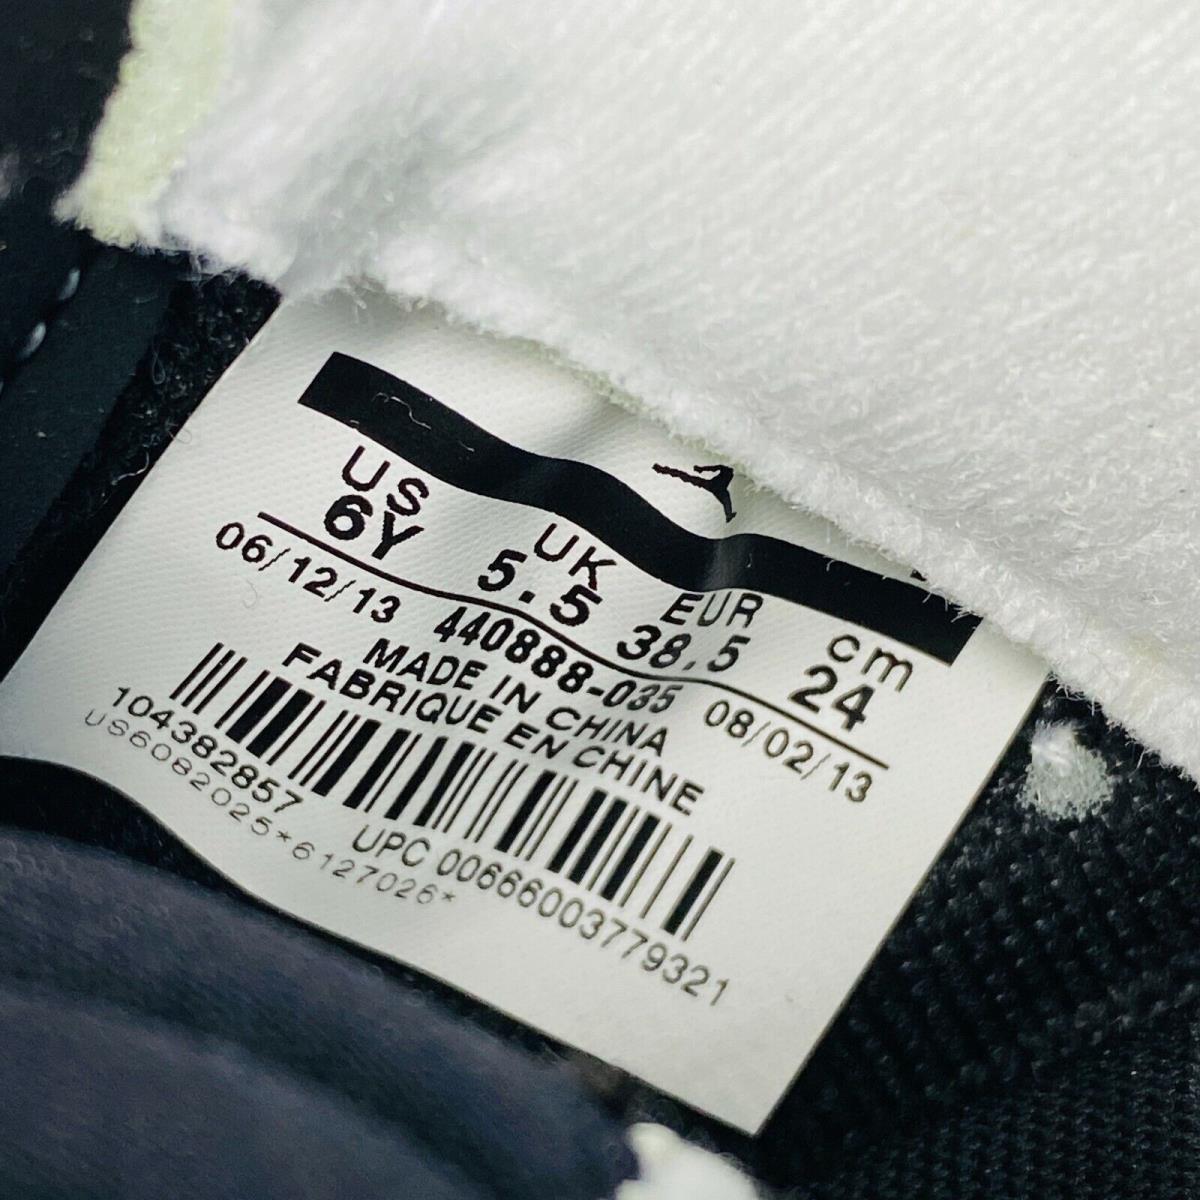 US UK EUR cm
6Y 5.5 38.5 24
06/12/13 440888-035 08/02/13
MADE IN CHINA
FABRIQUE EN CHINE
104382857 UPC 00666003779321
US6082025*6127026*